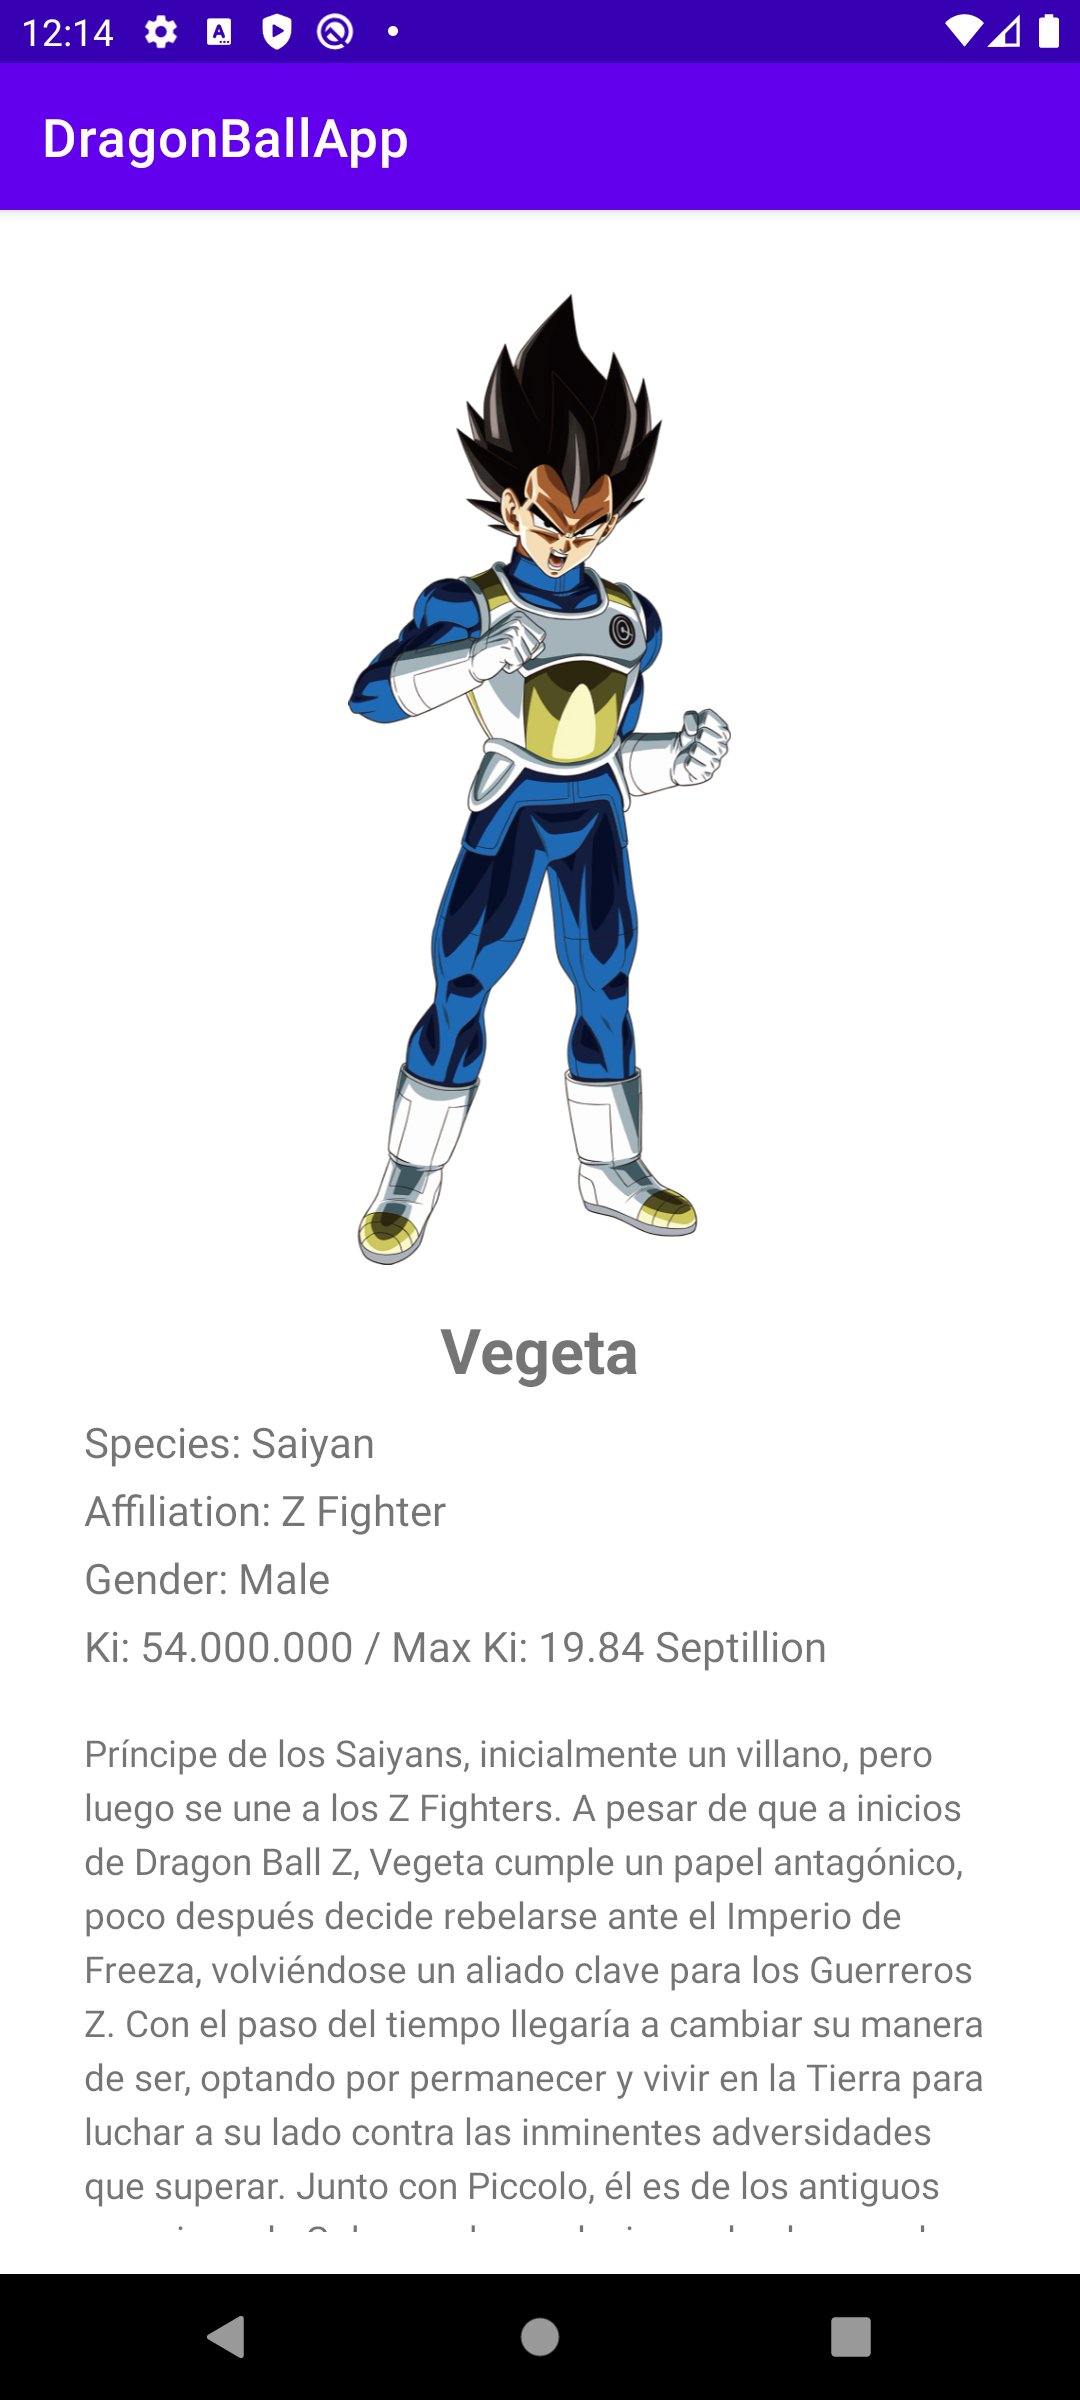 12:14
DragonBallApp
Vegeta
Species: Saiyan
Affiliation: Z Fighter
Gender: Male
Ki: 54.000.000 / Max Ki: 19.84 Septillion
Príncipe de los Saiyans, inicialmente un villano, pero
luego se une a los Z Fighters. A pesar de que a inicios
de Dragon Ball Z, Vegeta cumple un papel antagónico,
poco después decide rebelarse ante el Imperio de
Freeza, volviéndose un aliado clave para los Guerreros
Z. Con el paso del tiempo llegaría a cambiar su manera
de ser, optando por permanecer y vivir en la Tierra para
luchar a su lado contra las inminentes adversidades
que superar. Junto con Piccolo, él es de los antiguos